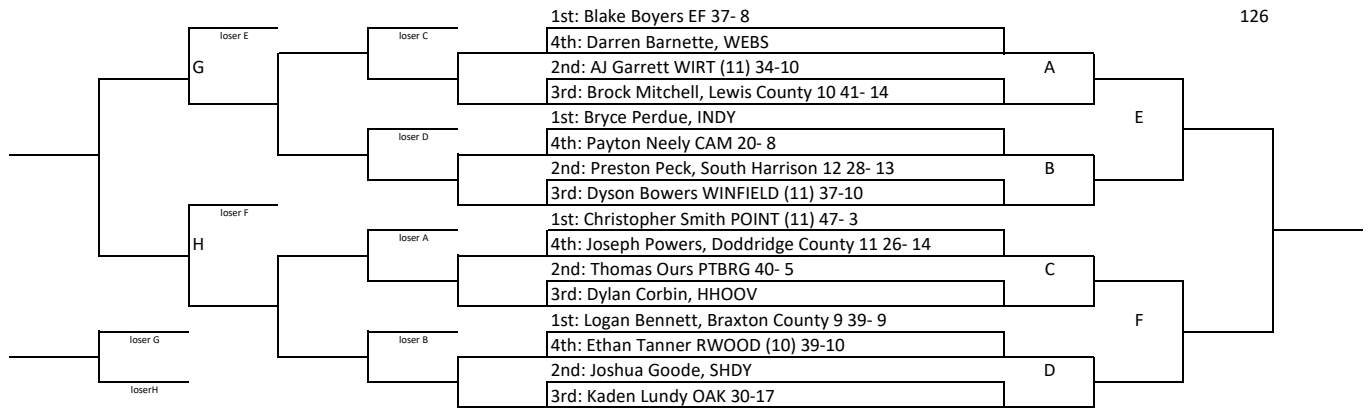 1st: Blake Boyers EF 37- 8
126
loser E
loser C
4th: Darren Barnette, WEBS
G
2nd: AJ Garrett WIRT (11) 34-10
A
3rd: Brock Mitchell, Lewis County 10 41- 14
1st: Bryce Perdue, INDY
E
loser D
4th: Payton Neely CAM 20- 8
2nd: Preston Peck, South Harrison 12 28- 13
B
3rd: Dyson Bowers WINFIELD (11) 37-10
loser F
1st: Christopher Smith POINT (11) 47- 3
H
loser A
4th: Joseph Powers, Doddridge County 11 26- 14
2nd: Thomas Ours PTBRG 40- 5
C
3rd: Dylan Corbin, HHOOV
1st: Logan Bennett, Braxton County 9 39- 9
F
loser G
loser B
4th: Ethan Tanner RWOOD (10) 39-10
2nd: Joshua Goode, SHDY
D
loserH
3rd: Kaden Lundy OAK 30-17